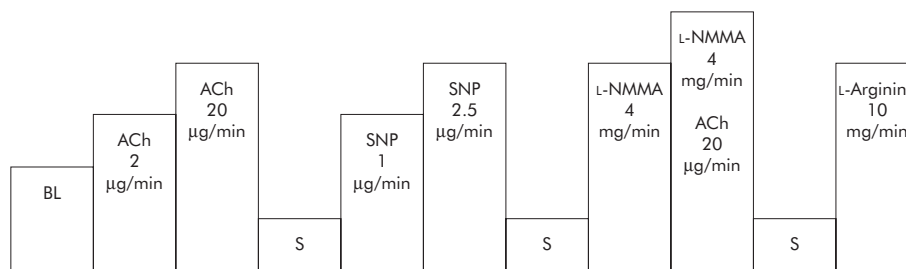 BL
ACh
2
μg/min
ACh
20
μg/min
S
SNP
1
μg/min
SNP
2.5
μg/min
S
L-NMMA
4
mg/min
L-NMMA
4
mg/min
ACh
20
μg/min
S
L-Arginin
10
mg/min